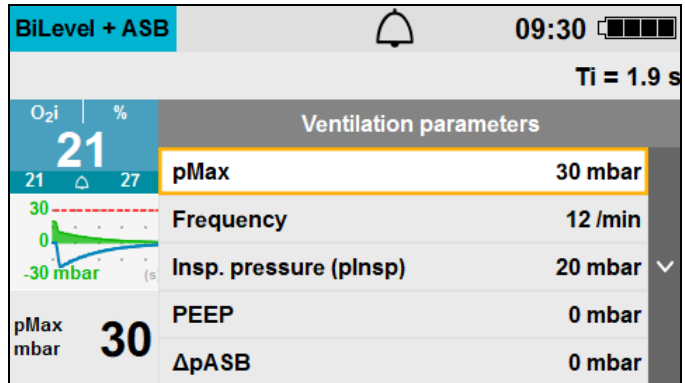 BiLevel + ASB 09:30
Ti = 1.9 s
O₂i %
21
21 27
30
0
-30 mbar (s
pMax
mbar 30
Ventilation parameters
pMax 30 mbar
Frequency 12 /min
Insp. pressure (pInsp) 20 mbar
PEEP 0 mbar
ΔpASB 0 mbar